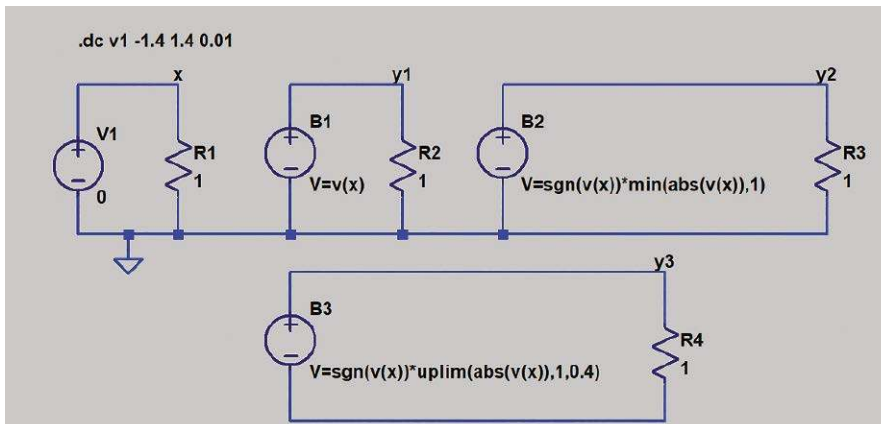 .dc v1 -1.4 1.4 0.01
x
y1
y2
V1
0
R1
1
B1
V=v(x)
R2
1
B2
V=sgn(v(x))*min(abs(v(x)),1)
R3
1
y3
B3
V=sgn(v(x))*uplim(abs(v(x)),1,0.4)
R4
1